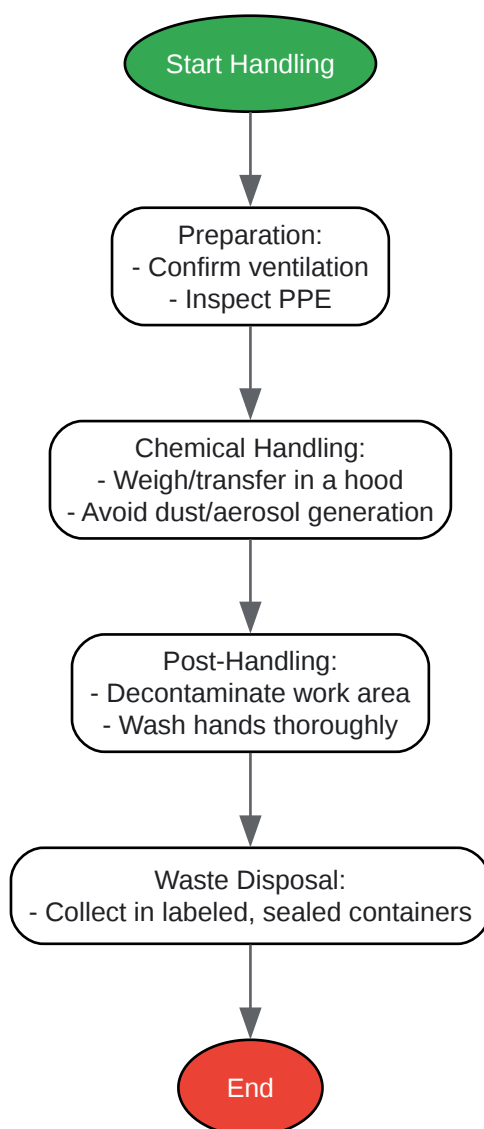 Start Handling
Preparation:
- Confirm ventilation
- Inspect PPE
Chemical Handling:
- Weigh/transfer in a hood
- Avoid dust/aerosol generation
Post-Handling:
- Decontaminate work area
- Wash hands thoroughly
Waste Disposal:
- Collect in labeled, sealed containers
End